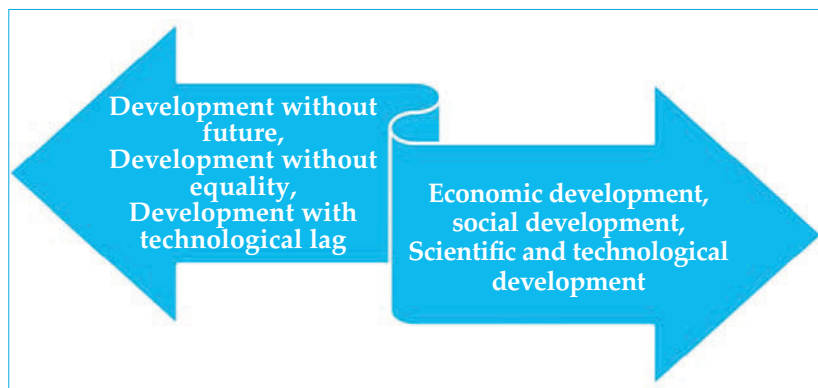 Development without
future,
Development without
equality,
Development with
technological lag
Economic development,
social development,
Scientific and technological
development